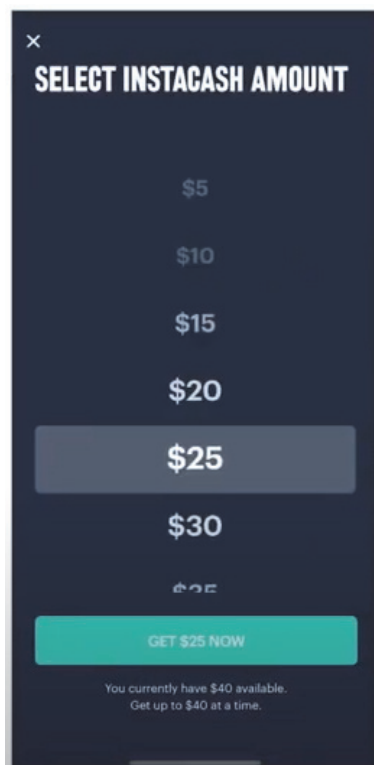 SELECT INSTACASH AMOUNT
$5
$10
$15
$20
$25
$30
$35
GET $25 NOW
You currently have $40 available.
Get up to $40 at a time.